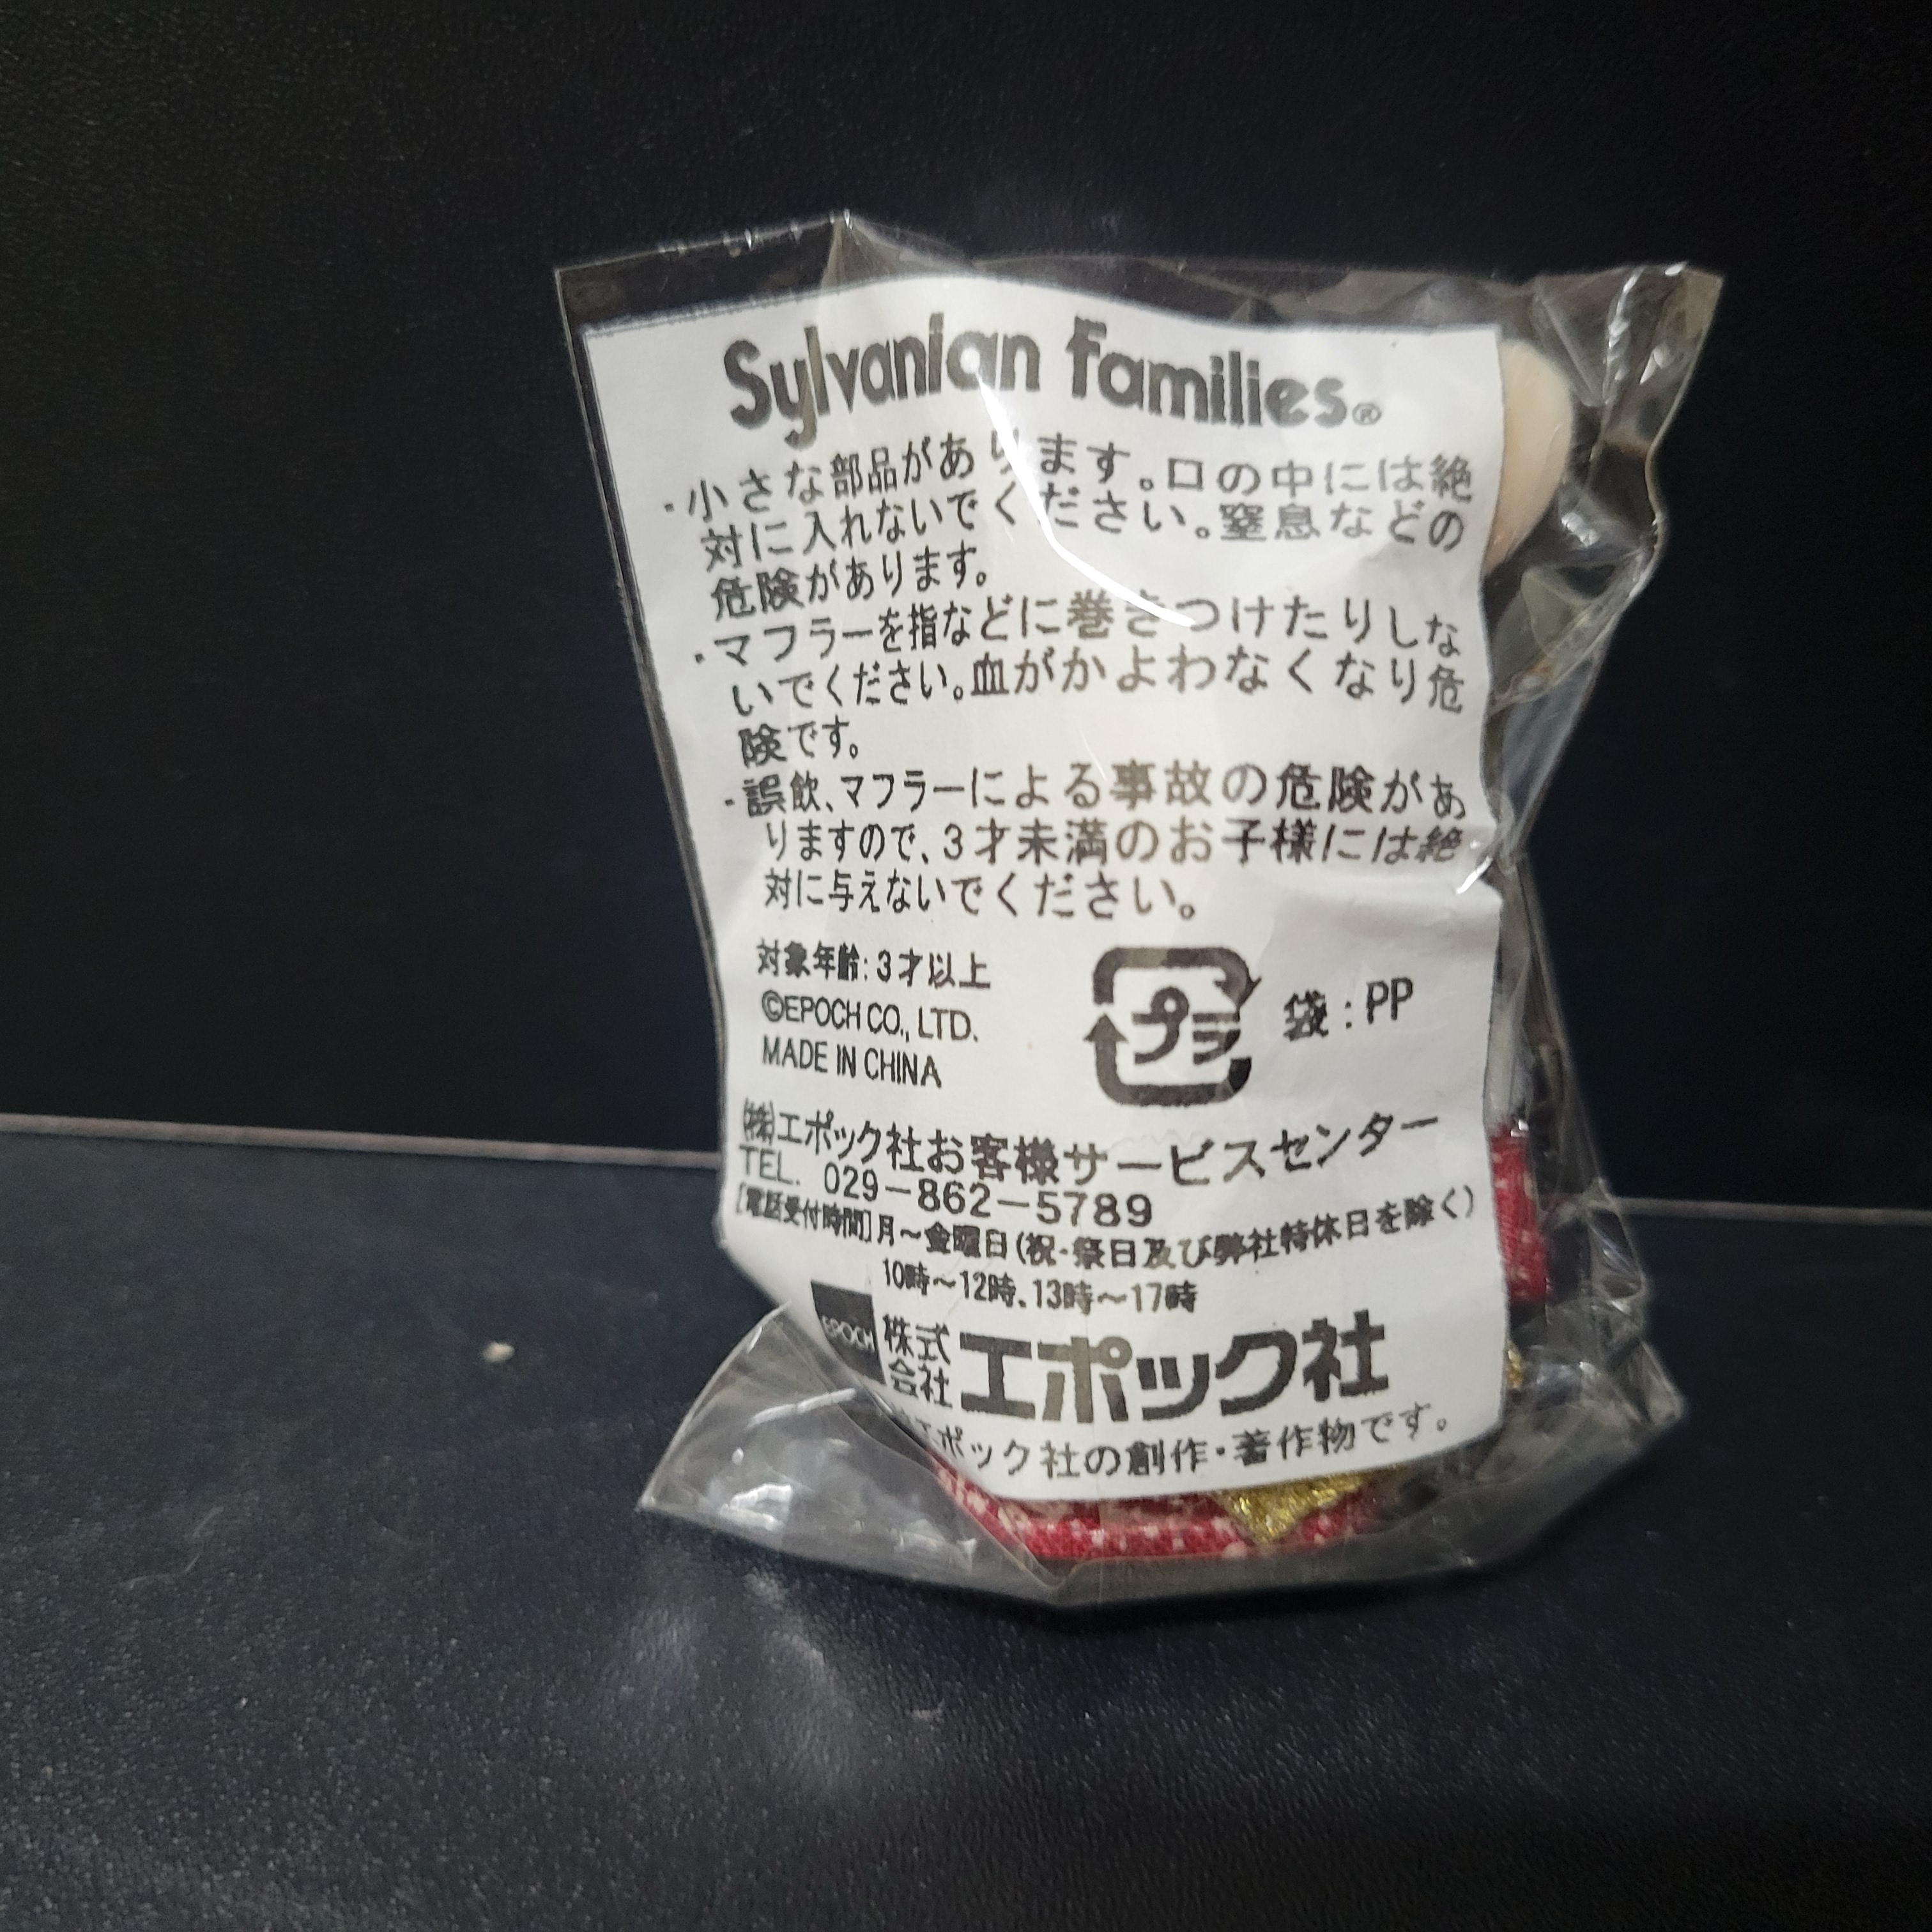 Sylvanian Families®
・小さな部品があります。口の中には絶
対に入れないでください。窒息などの
危険があります。
・マフラーを指などに巻きつけたりしな
いでください。血がかよわなくなり危
険です。
・誤飲、マフラーによる事故の危険があ
りますので、3才未満のお子様には絶
対に与えないでください。
対象年齢:3才以上
©EPOCH CO., LTD.
MADE IN CHINA
プラ
袋:PP
(株)エポック社お客様サービスセンター
TEL. 029-862-5789
[電話受付時間]月～金曜日(祝・祭日及び弊社特休日を除く)
10時～12時、13時～17時
EPOCH
株式会社エポック社
エポック社の創作・著作物です。